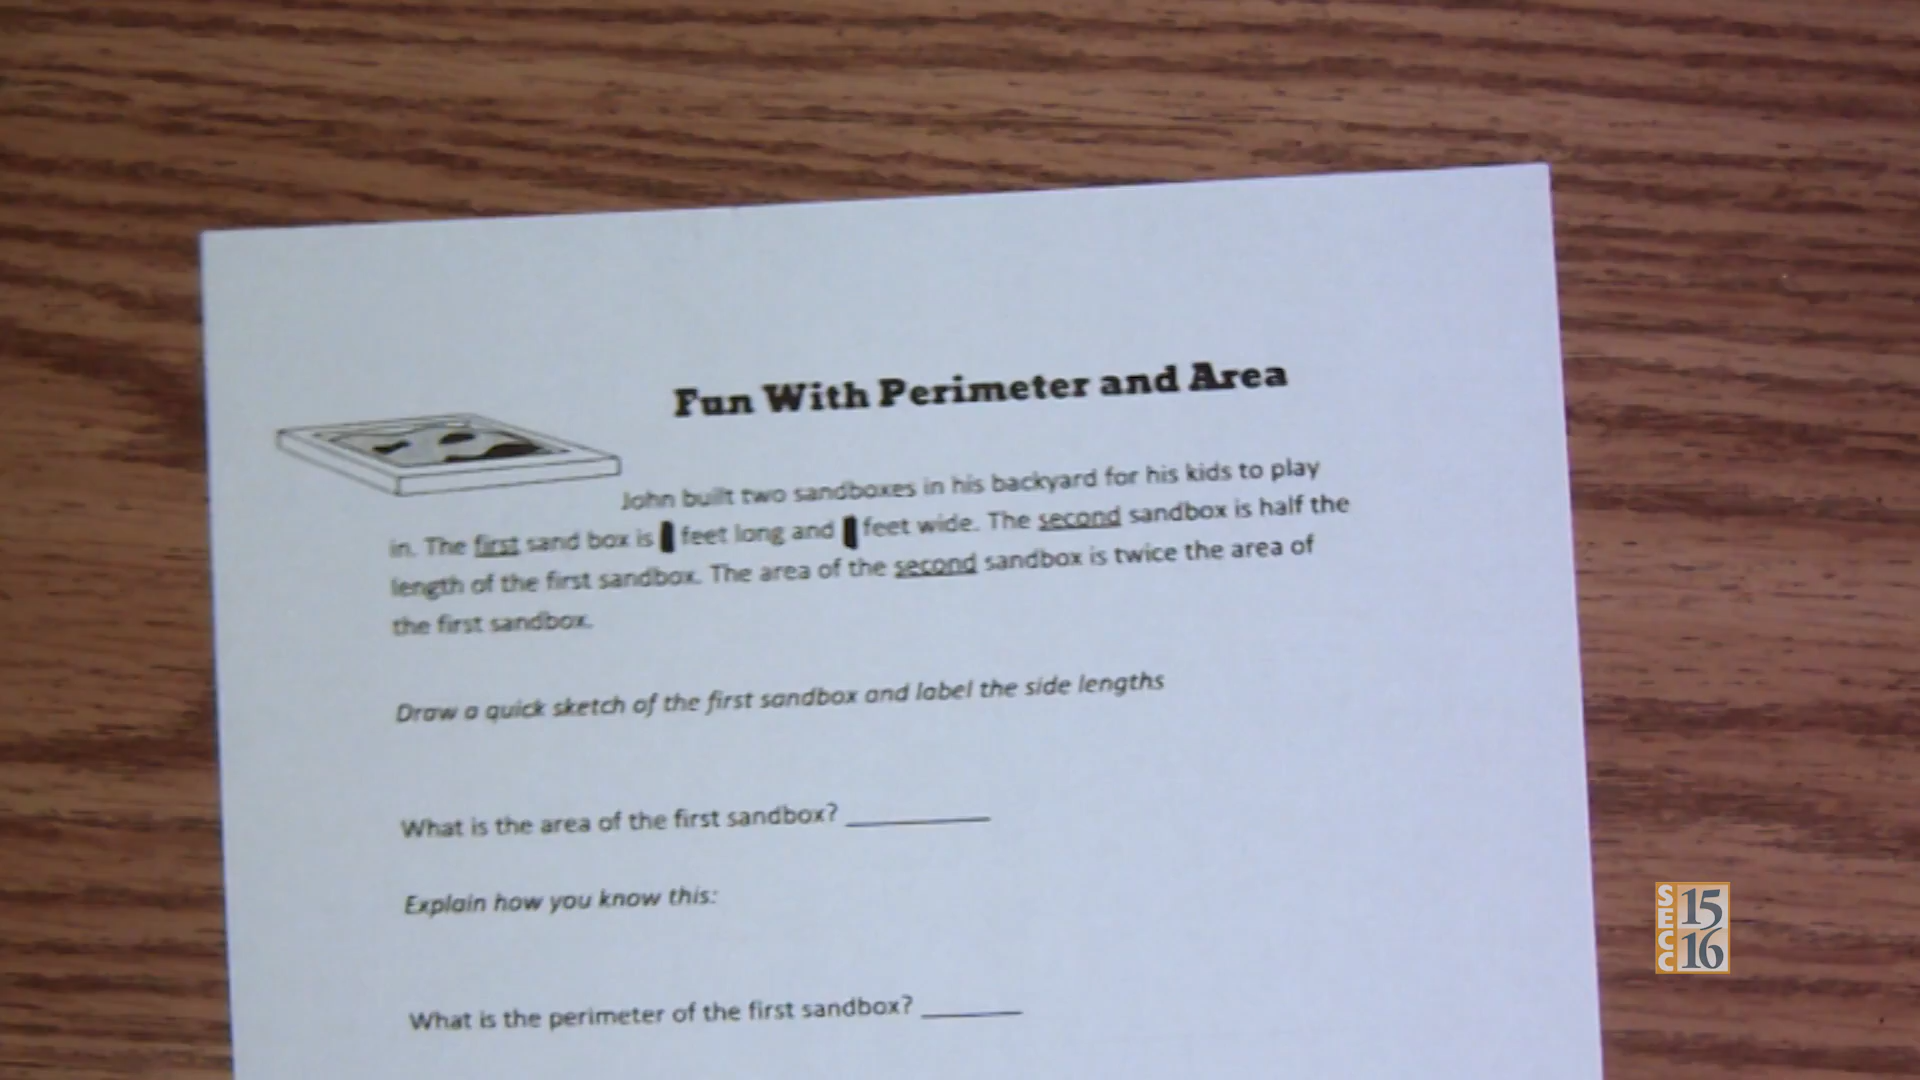 Fun With Perimeter and Area
John built two sandboxes in his backyard for his kids to play
in. The first sand box is feet long and feet wide. The second sandbox is half the
length of the first sandbox. The area of the second sandbox is twice the area of
the first sandbox.
Draw a quick sketch of the first sandbox and label the side lengths
What is the area of the first sandbox? __________
Explain how you know this:
What is the perimeter of the first sandbox? _______
SECC
15
16